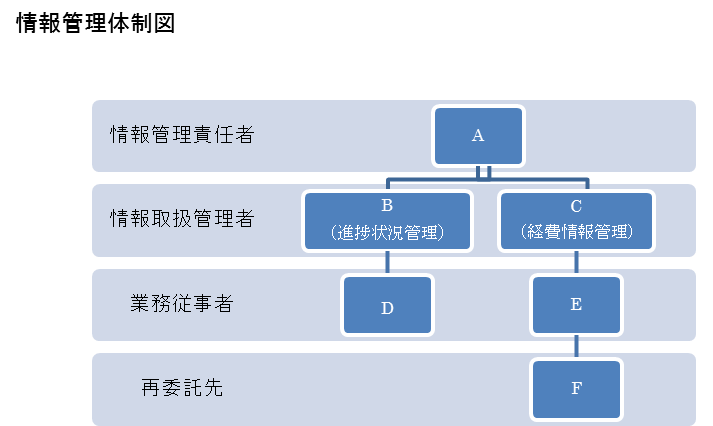 情報管理体制図
情報管理責任者
A
情報取扱管理者
B
（進捗状況管理）
C
（経費情報管理）
業務従事者
D
E
再委託先
F